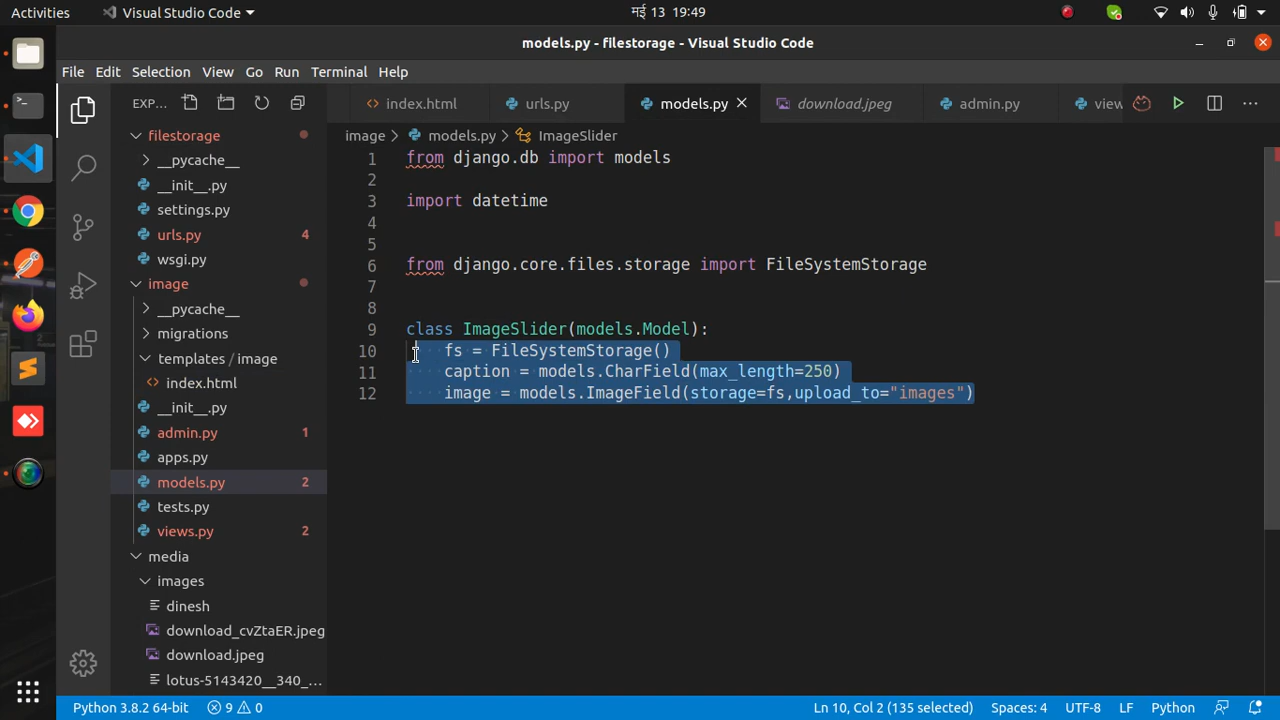 Activities
Visual Studio Code
मई 13 19:49
models.py - filestorage - Visual Studio Code
File Edit Selection View Go Run Terminal Help
EXP...
index.html
urls.py
models.py
download.jpeg
admin.py
view
image > models.py > ImageSlider
filestorage
__pycache__
__init__.py
settings.py
urls.py 4
wsgi.py
image
__pycache__
migrations
templates/image
index.html
__init__.py
admin.py 1
apps.py
models.py 2
tests.py
views.py 2
media
images
dinesh
download_cvZtaER.jpeg
download.jpeg
lotus-5143420__340_...
1 from django.db import models
2
3 import datetime
4
5
6 from django.core.files.storage import FileSystemStorage
7
8
9 class ImageSlider(models.Model):
10 fs = FileSystemStorage()
11 caption = models.CharField(max_length=250)
12 image = models.ImageField(storage=fs,upload_to="images")
Python 3.8.2 64-bit 9 0 Ln 10, Col 2 (135 selected) Spaces: 4 UTF-8 LF Python